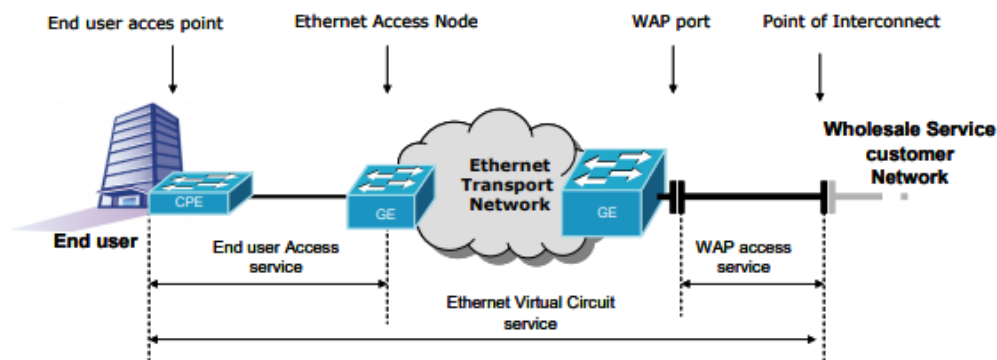 End user acces point
Ethernet Access Node
WAP port
Point of Interconnect
Wholesale Service
customer
Network
Ethernet
Transport
Network
CPE
GE
GE
End user
End user Access
service
WAP access
service
Ethernet Virtual Circuit
service